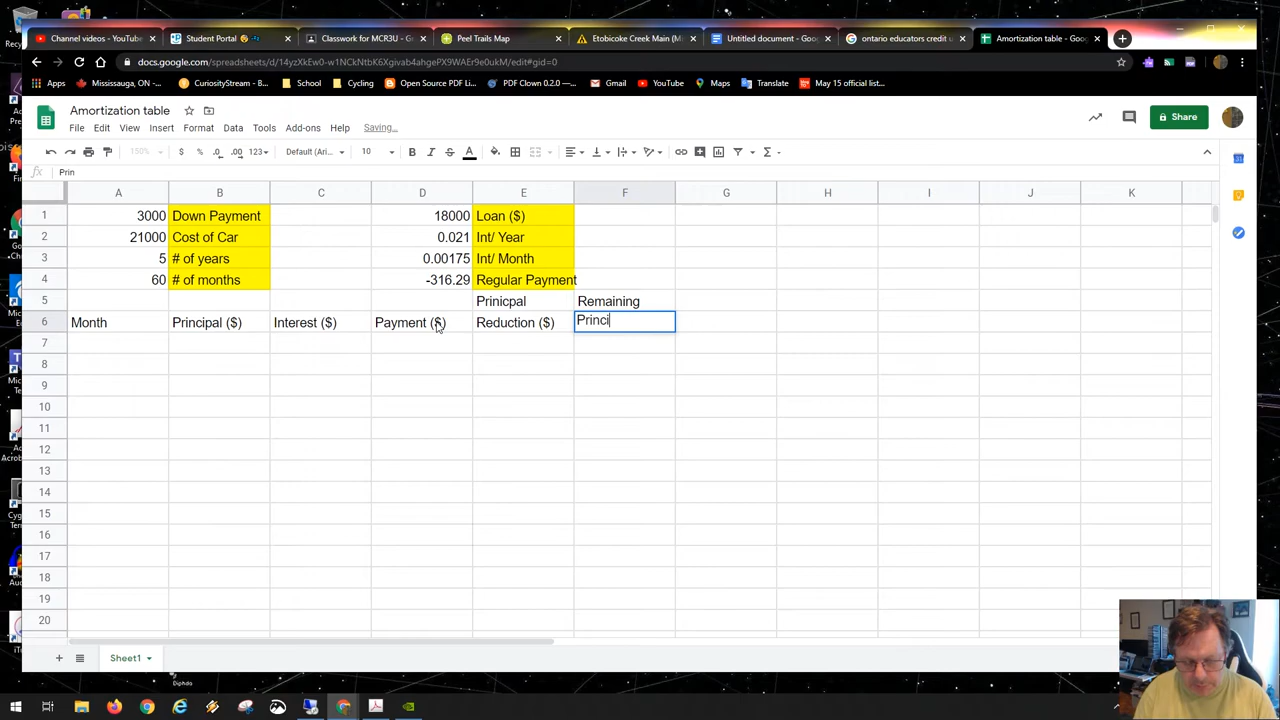 Channel videos - YouTube
Student Portal
Classwork for MCR3U
Peel Trails Map
Etobicoke Creek Main (M
Untitled document - Goog
ontario educators credit u
Amortization table - Goog
docs.google.com/spreadsheets/d/14yzXkEw0-w1NCkNtbK6Xgivab4ahgePX9WAEr9e0ukM/edit#gid=0
Apps
Mississauga, ON -...
CuriosityStream - B...
School
Cycling
Open Source PDF Li...
PDF Clown 0.2.0 -...
Gmail
YouTube
Maps
Translate
May 15 official list...
Amortization table
File Edit View Insert Format Data Tools Add-ons Help Saving...
Share
150% $ % .0 .00 123 Default (Ari... 10 B I S A
fx Prin
A B C D E F G H I J K
1 3000 Down Payment 18000 Loan ($)
2 21000 Cost of Car 0.021 Int/ Year
3 5 # of years 0.00175 Int/ Month
4 60 # of months -316.29 Regular Payment
5 Prinicpal Remaining
6 Month Principal ($) Interest ($) Payment ($) Reduction ($) Princi
7
8
9
10
11
12
13
14
15
16
17
18
19
20
Sheet1